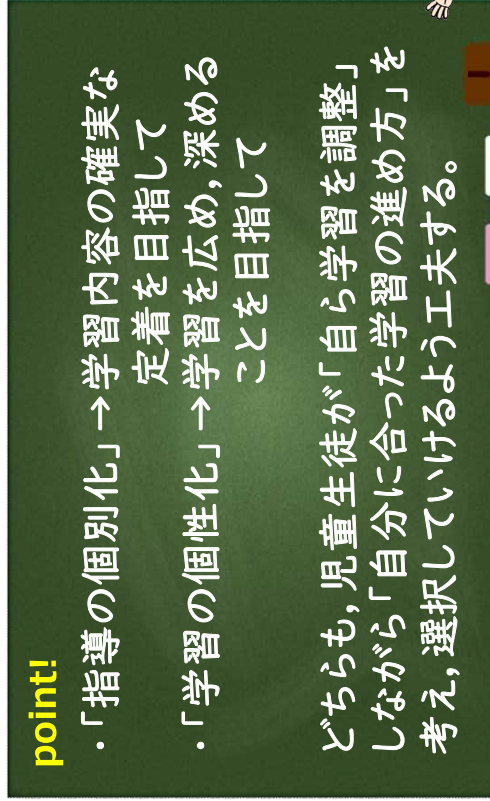 point!
・「指導の個別化」→学習内容の確実な
定着を目指して
・「学習の個性化」→学習を広め,深める
ことを目指して
どちらも,児童生徒が「自ら学習を調整」
しながら「自分に合った学習の進め方」を
考え,選択していけるよう工夫する。